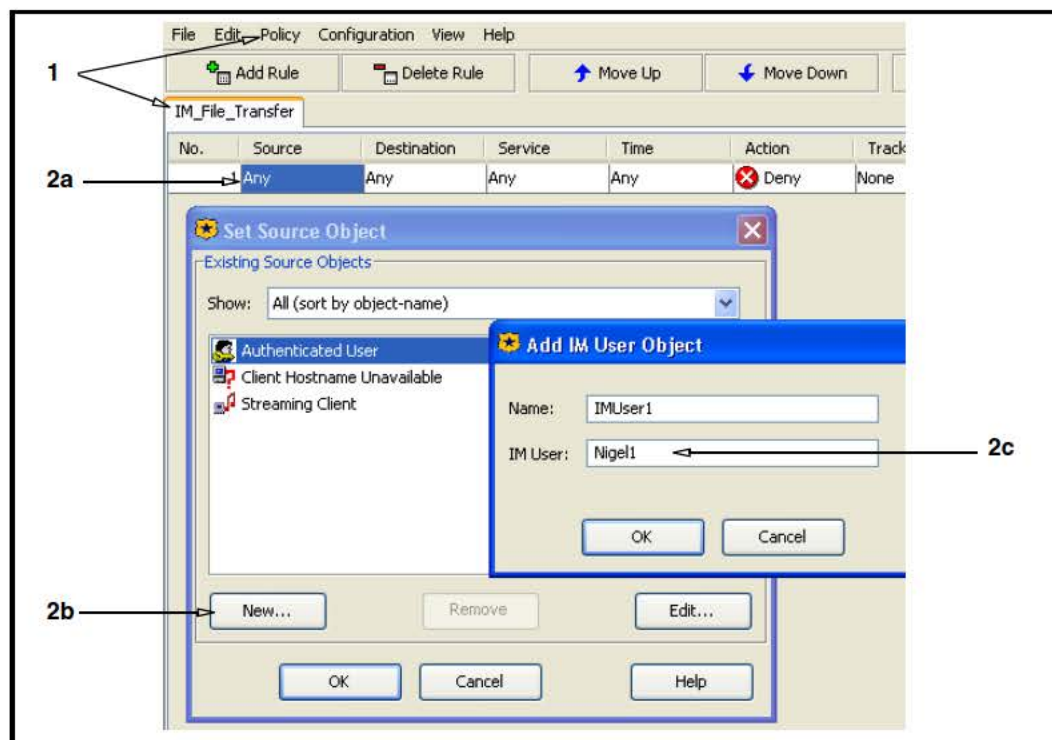 File Edit Policy Configuration View Help
1
Add Rule Delete Rule Move Up Move Down
IM_File_Transfer
No. Source Destination Service Time Action Track
2a
1 Any Any Any Any Deny None
Set Source Object
Existing Source Objects
Show: All (sort by object-name)
Authenticated User
Client Hostname Unavailable
Streaming Client
Add IM User Object
Name: IMUser1
IM User: Nigel1
2c
OK Cancel
2b
New... Remove Edit...
OK Cancel Help